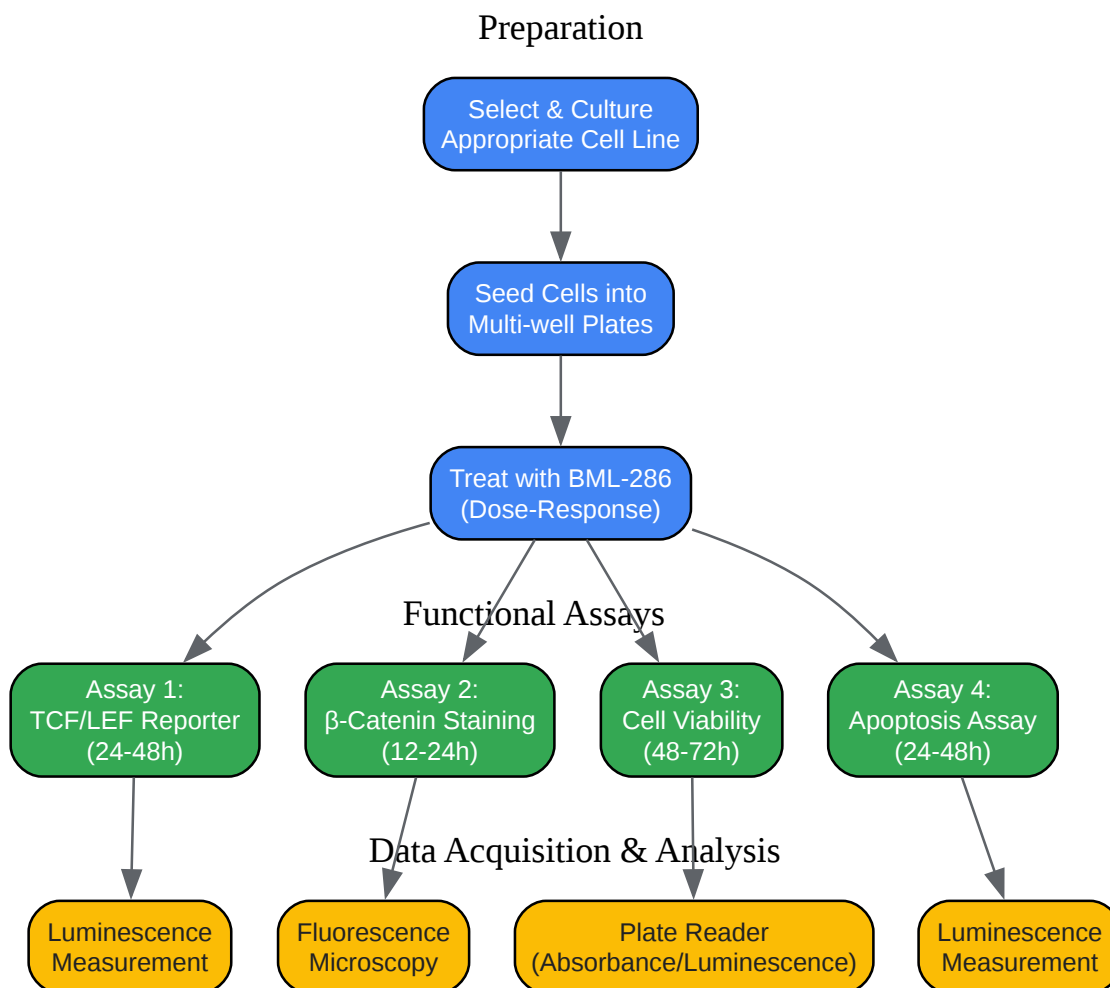 Preparation
Select & Culture
Appropriate Cell Line
Seed Cells into
Multi-well Plates
Treat with BML-286
(Dose-Response)
Functional Assays
Assay 1:
TCF/LEF Reporter
(24-48h)
Assay 2:
β-Catenin Staining
(12-24h)
Assay 3:
Cell Viability
(48-72h)
Assay 4:
Apoptosis Assay
(24-48h)
Data Acquisition & Analysis
Luminescence
Measurement
Fluorescence
Microscopy
Plate Reader
(Absorbance/Luminescence)
Luminescence
Measurement